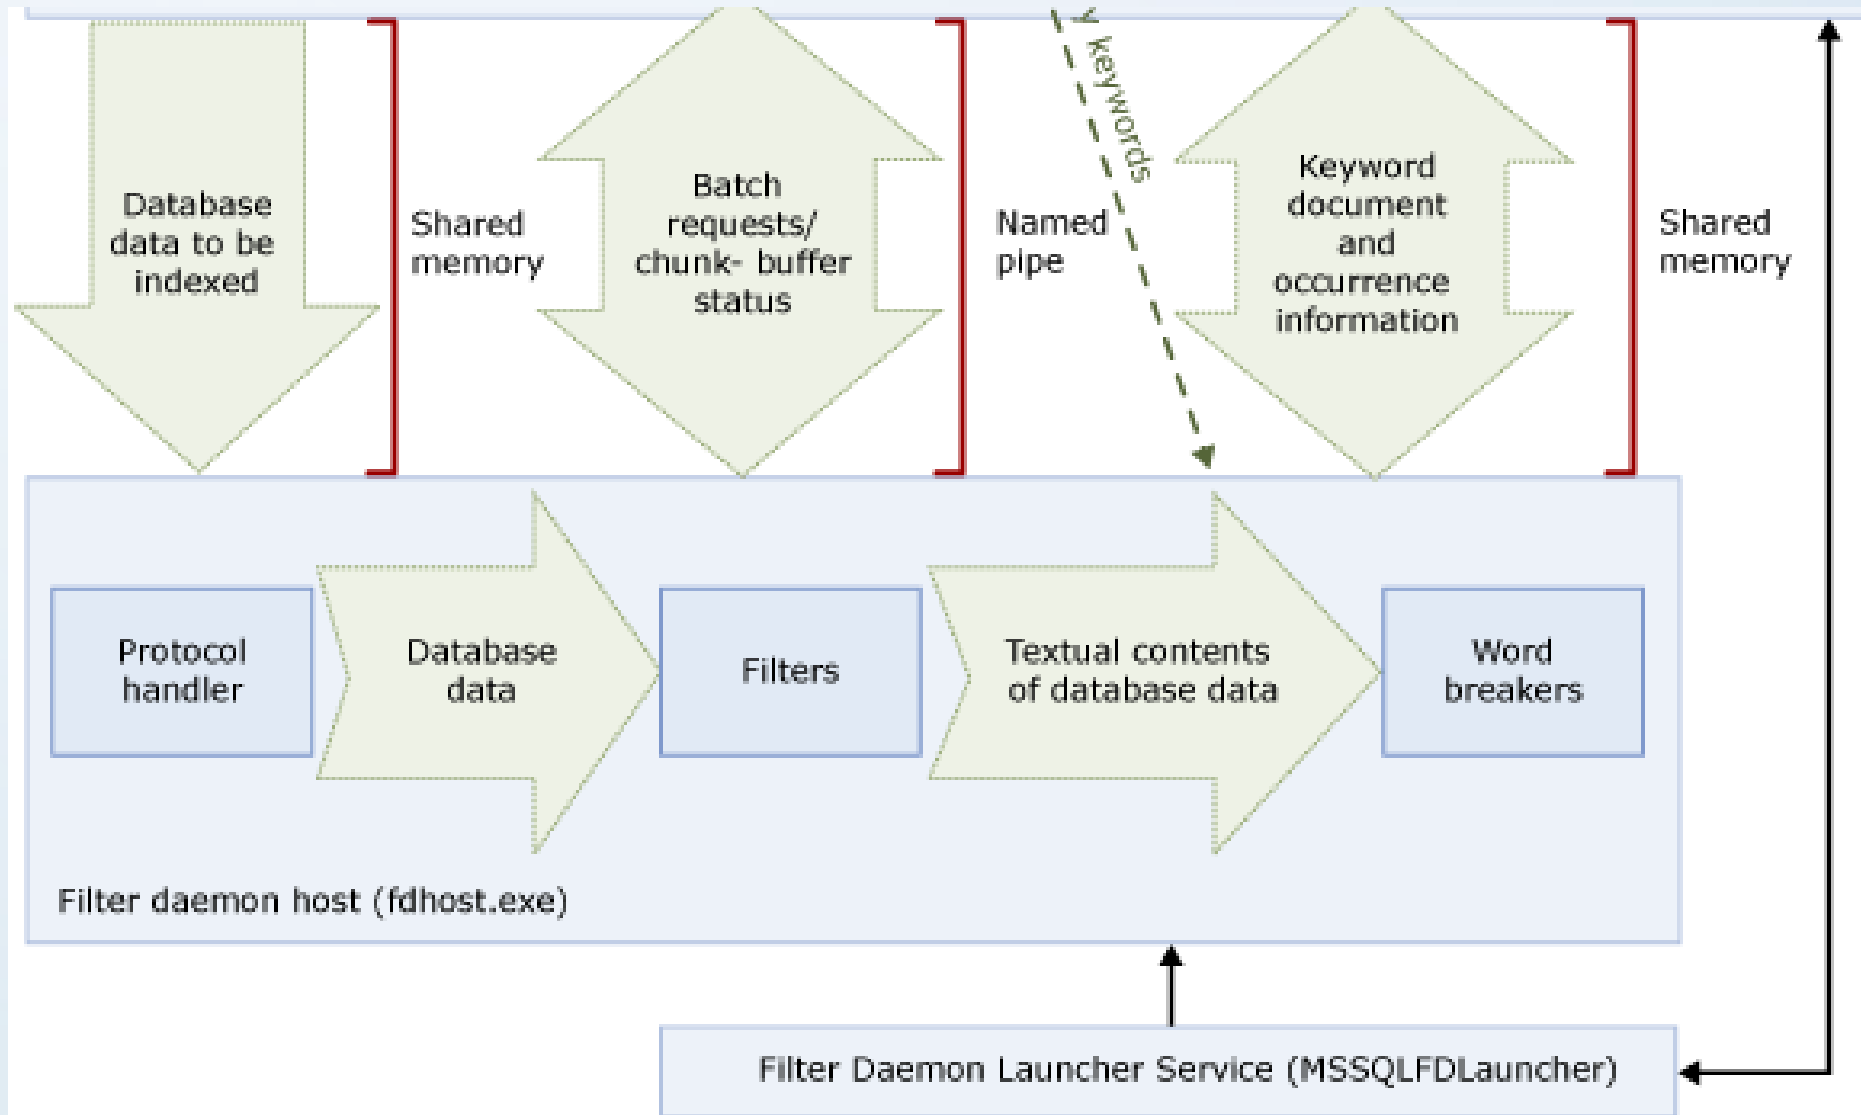 Database
data to be
indexed
Shared
memory
Batch
requests/
chunk- buffer
status
Named
pipe
y keywords
Keyword
document
and
occurrence
information
Shared
memory
Protocol
handler
Database
data
Filters
Textual contents
of database data
Word
breakers
Filter daemon host (fdhost.exe)
Filter Daemon Launcher Service (MSSQLFDLauncher)